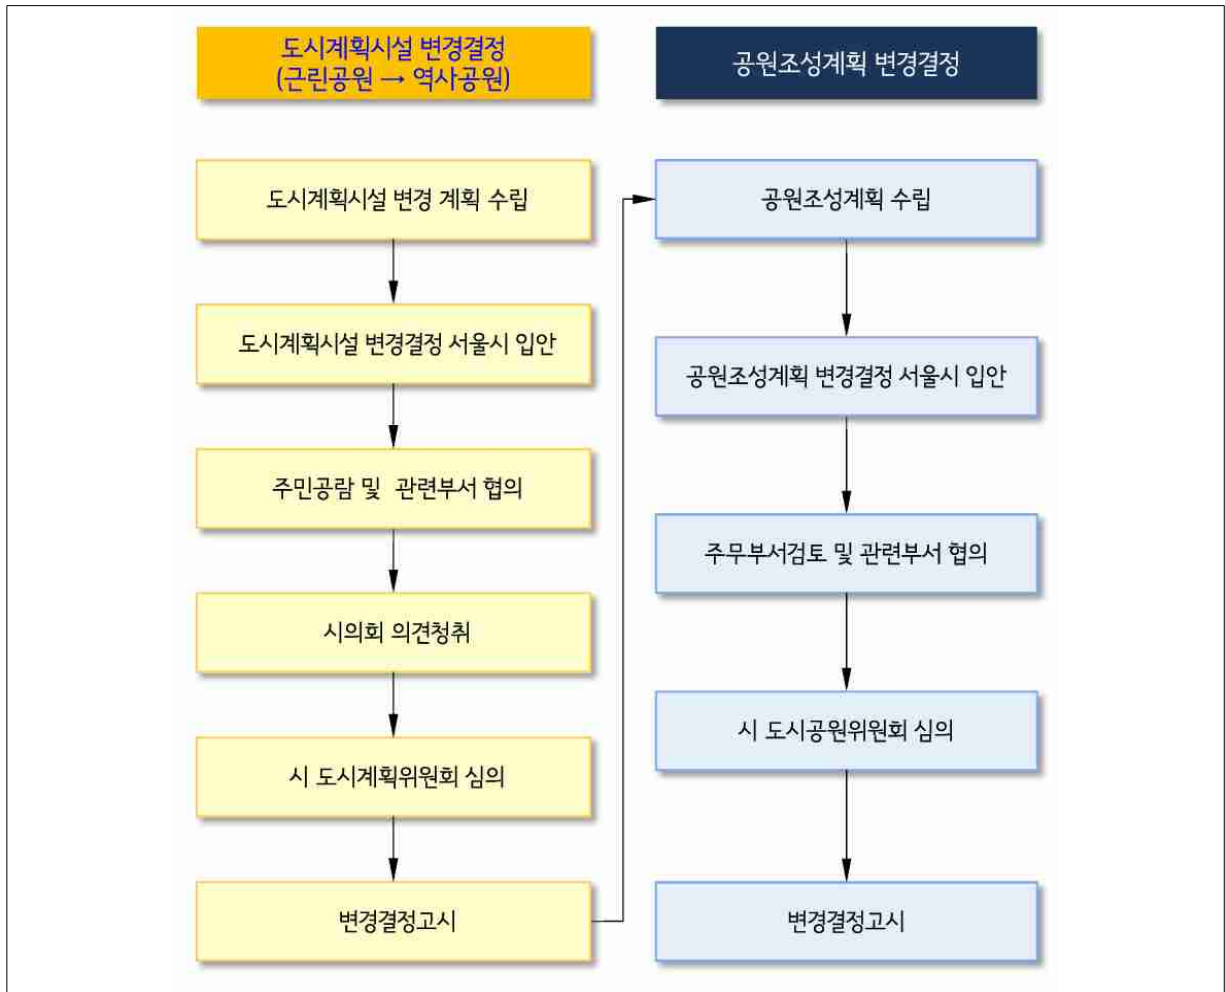 도시계획시설 변경결정
(근린공원 → 역사공원)
도시계획시설 변경 계획 수립
도시계획시설 변경결정 서울시 입안
주민공람 및 관련부서 협의
시의회 의견청취
시 도시계획위원회 심의
변경결정고시
공원조성계획 변경결정
공원조성계획 수립
공원조성계획 변경결정 서울시 입안
주무부서검토 및 관련부서 협의
시 도시공원위원회 심의
변경결정고시